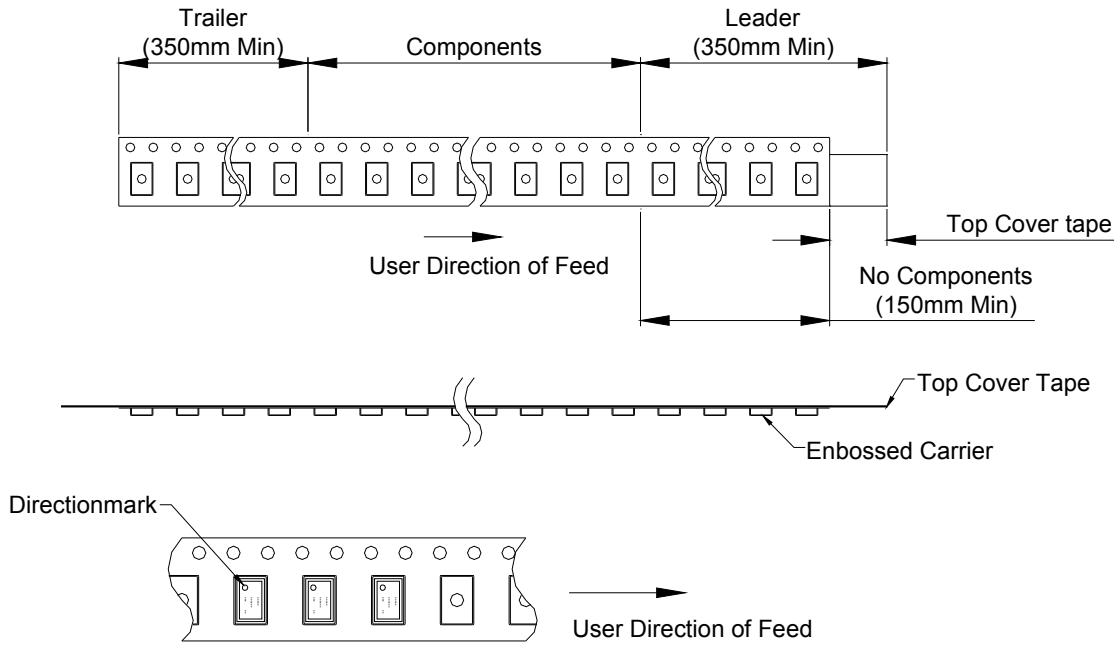 Trailer
(350mm Min)
Components
Leader
(350mm Min)
Top Cover tape
User Direction of Feed
No Components
(150mm Min)
Top Cover Tape
Enbossed Carrier
Directionmark
User Direction of Feed